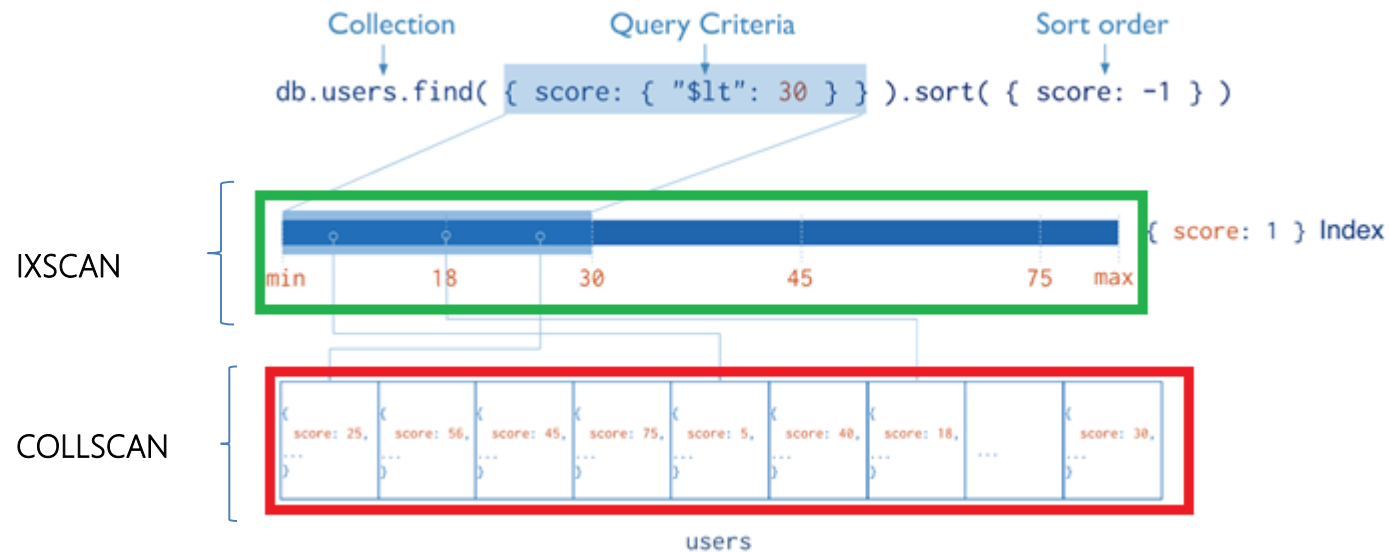 Collection Query Criteria Sort order
db.users.find( { score: { "$lt": 30 } } ).sort( { score: -1 } )
{ score: 1 } Index
IXSCAN
min 18 30 45 75 max
COLLSCAN
{ { { { { { { {
score: 25, score: 56, score: 45, score: 75, score: 5, score: 40, score: 18, score: 30,
... ... ... ... ... ... ... ... ...
} } } } } } } }
users